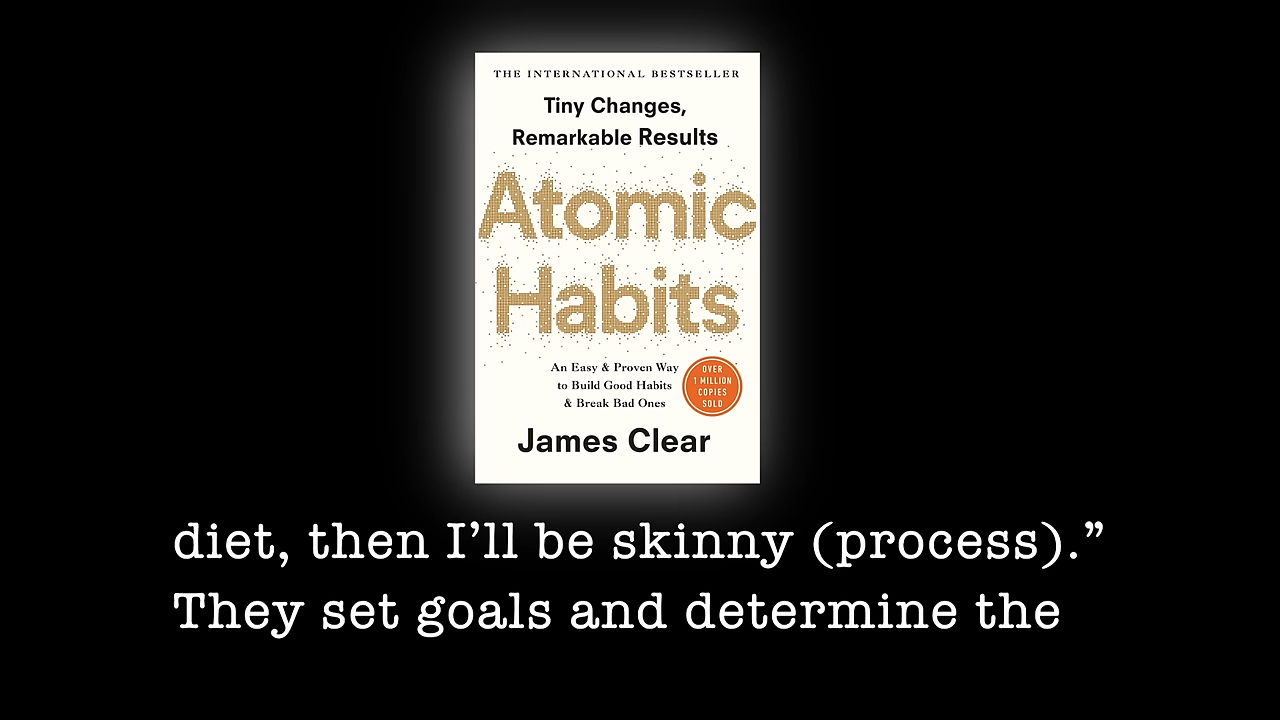 THE INTERNATIONAL BESTSELLER
Tiny Changes,
Remarkable Results
Atomic
Habits
An Easy & Proven Way
to Build Good Habits
& Break Bad Ones
OVER
1 MILLION
COPIES
SOLD
James Clear
diet, then I’ll be skinny (process).”
They set goals and determine the